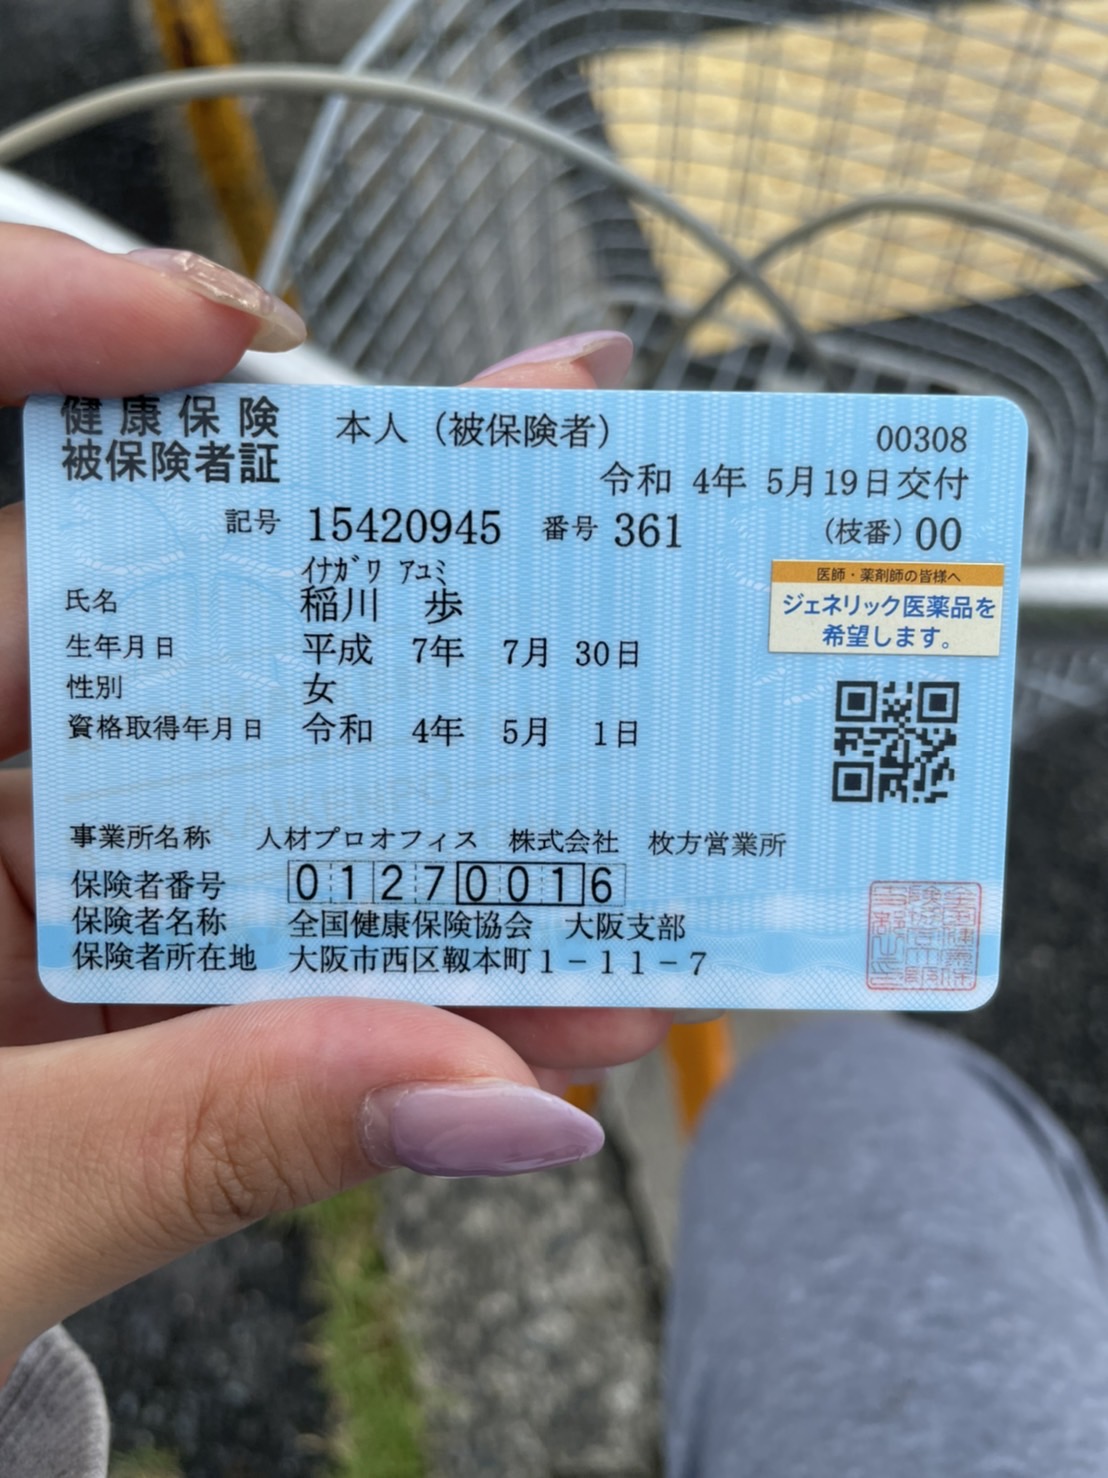 健康保険 本人（被保険者） 00308
被保険者証 令和 4年 5月19日交付
記号 15420945 番号 361 （枝番）00
ｲﾅｶﾞﾜ ｱﾕﾐ
氏名 稲川 歩
医師・薬剤師の皆様へ
ジェネリック医薬品を
希望します。
生年月日 平成 7年 7月 30日
性別 女
資格取得年月日 令和 4年 5月 1日
事業所名称 人材プロオフィス 株式会社 枚方営業所
保険者番号 01270016
保険者名称 全国健康保険協会 大阪支部
保険者所在地 大阪市西区靱本町1－11－7